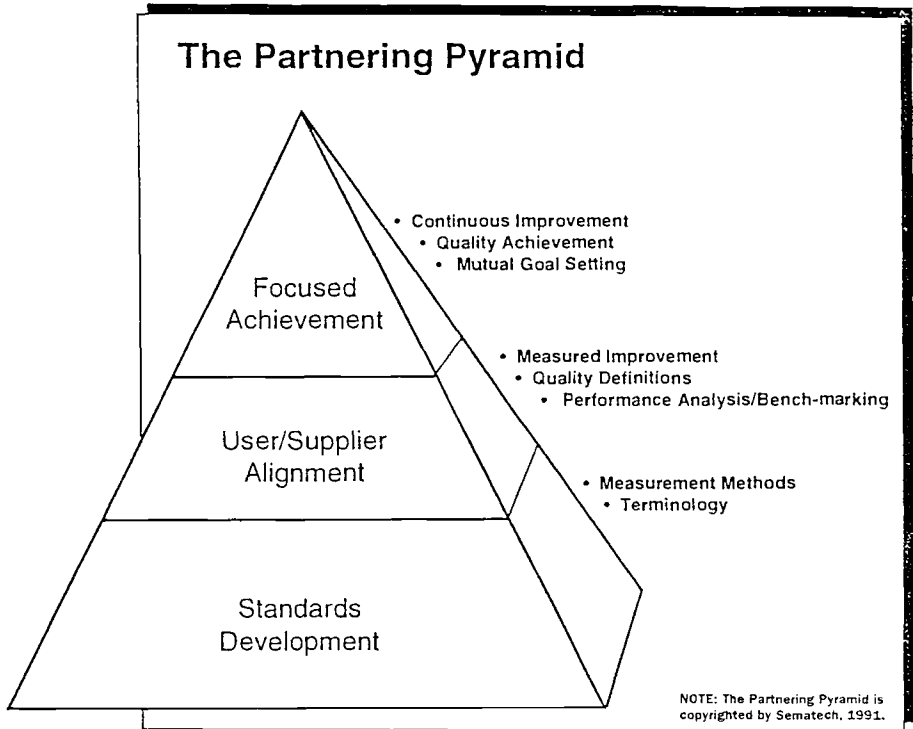 The Partnering Pyramid
• Continuous Improvement
• Quality Achievement
• Mutual Goal Setting
Focused
Achievement
• Measured Improvement
• Quality Definitions
• Performance Analysis/Bench-marking
User/Supplier
Alignment
• Measurement Methods
• Terminology
Standards
Development
NOTE: The Partnering Pyramid is
copyrighted by Sematech, 1991.